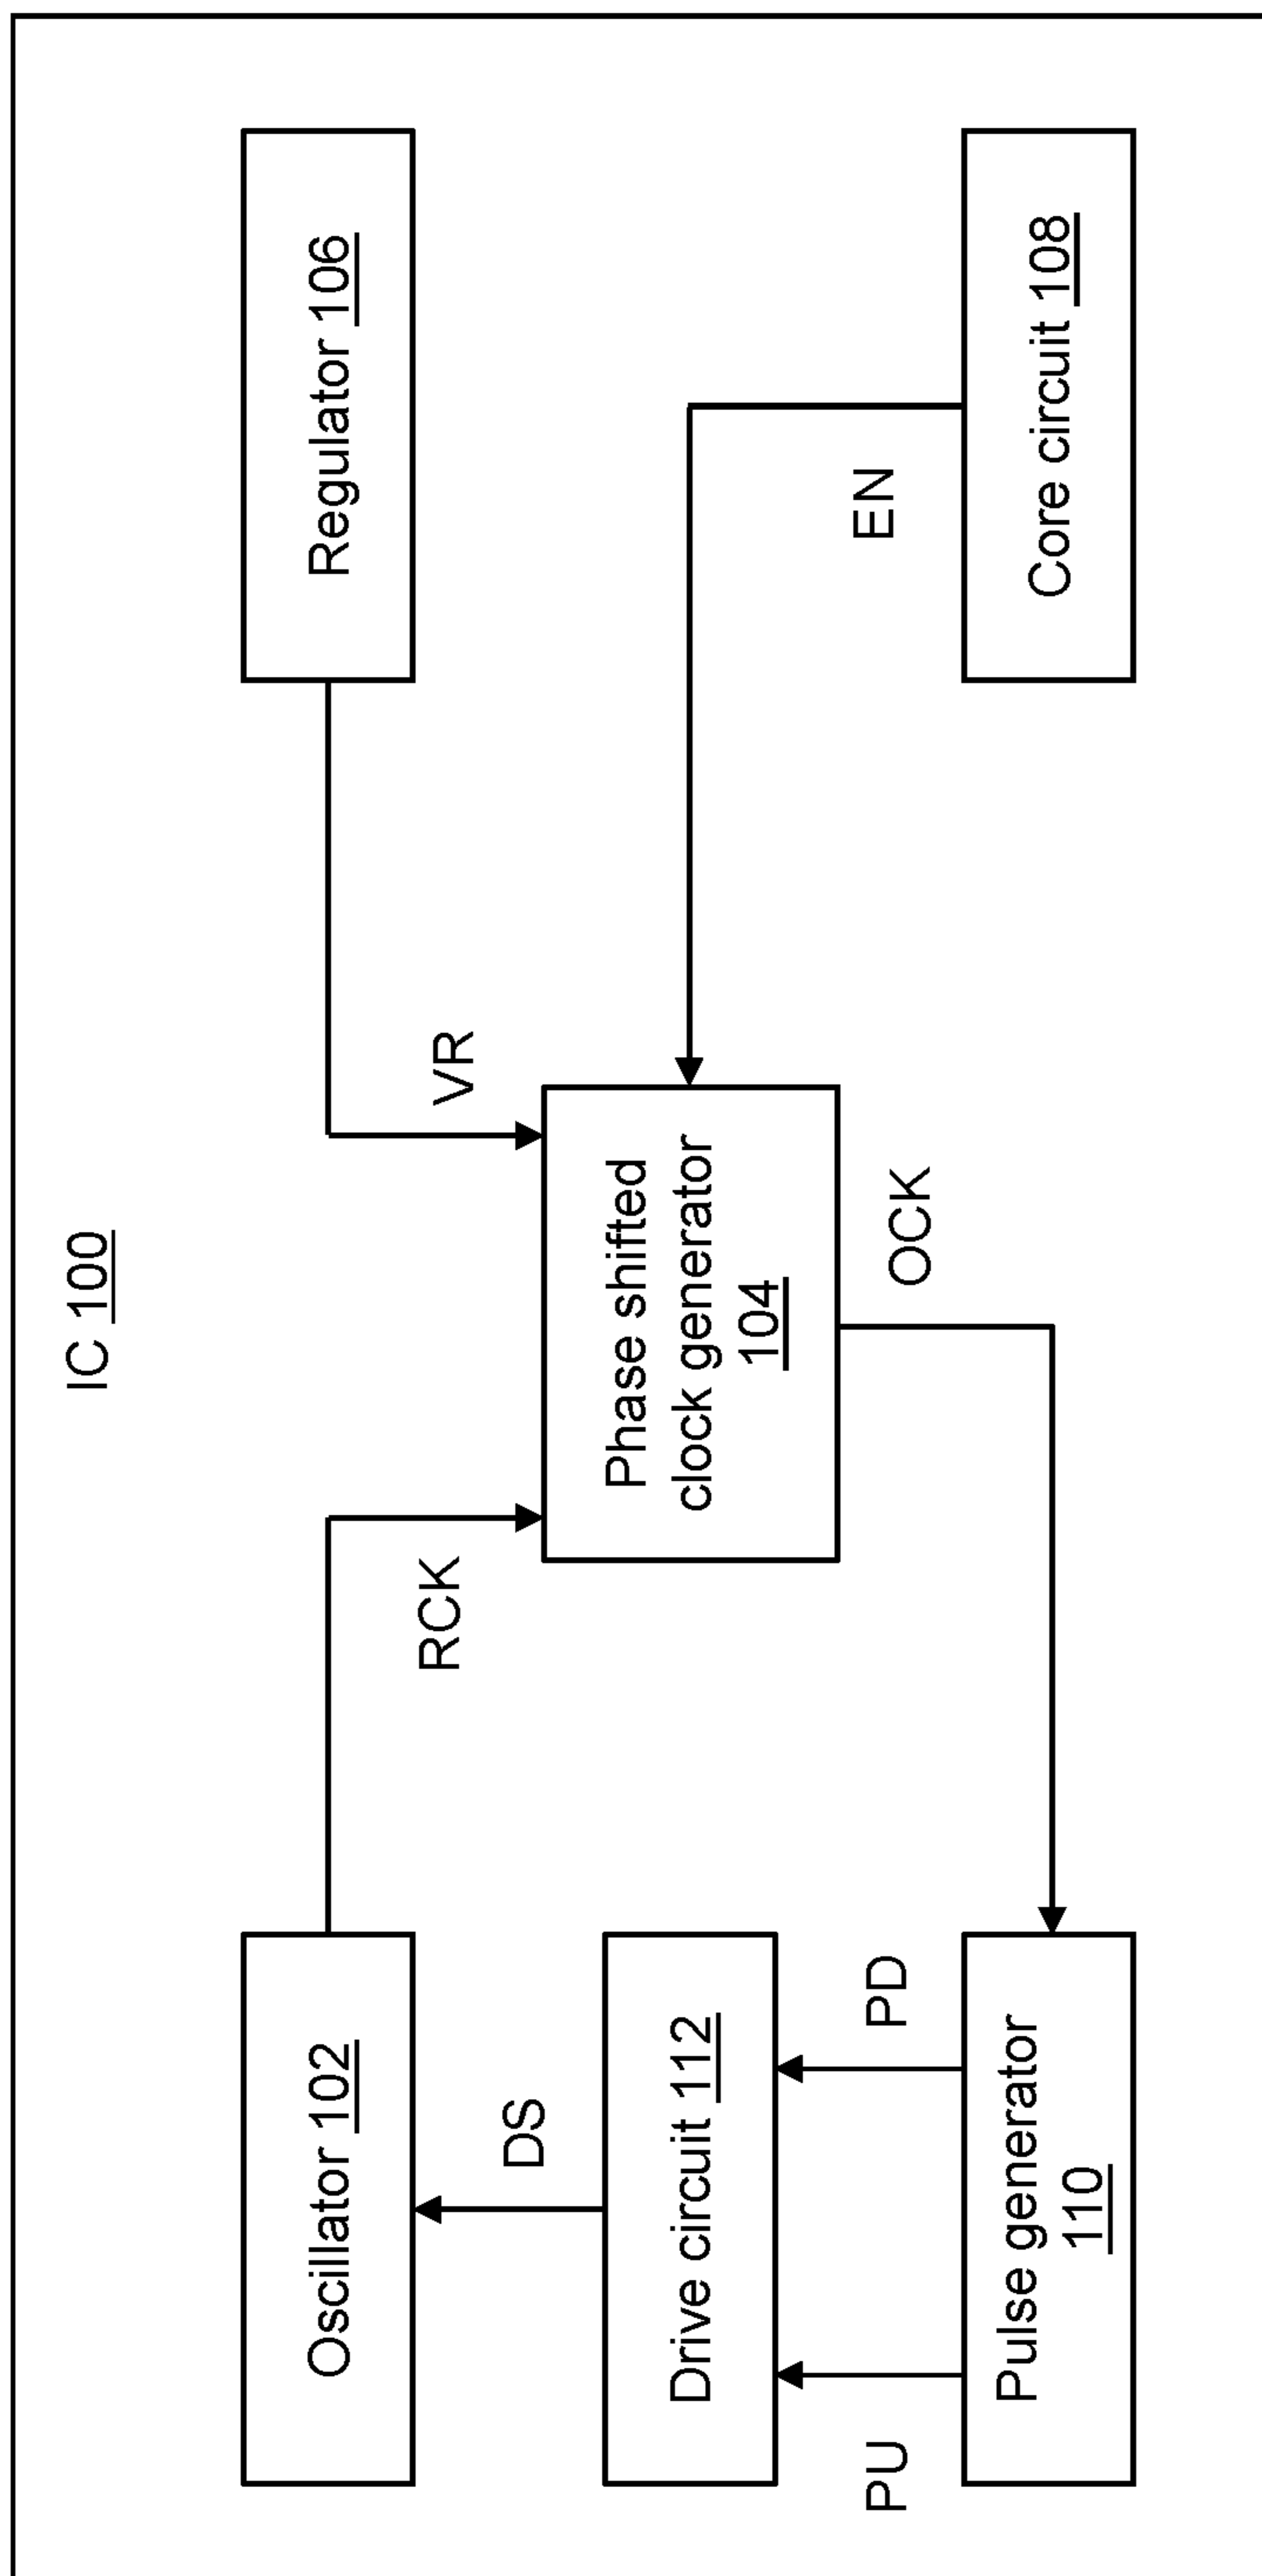 IC 100
Oscillator 102
RCK
VR
Regulator 106
DS
Phase shifted
clock generator
104
Drive circuit 112
PU
PD
OCK
EN
Pulse generator
110
Core circuit 108